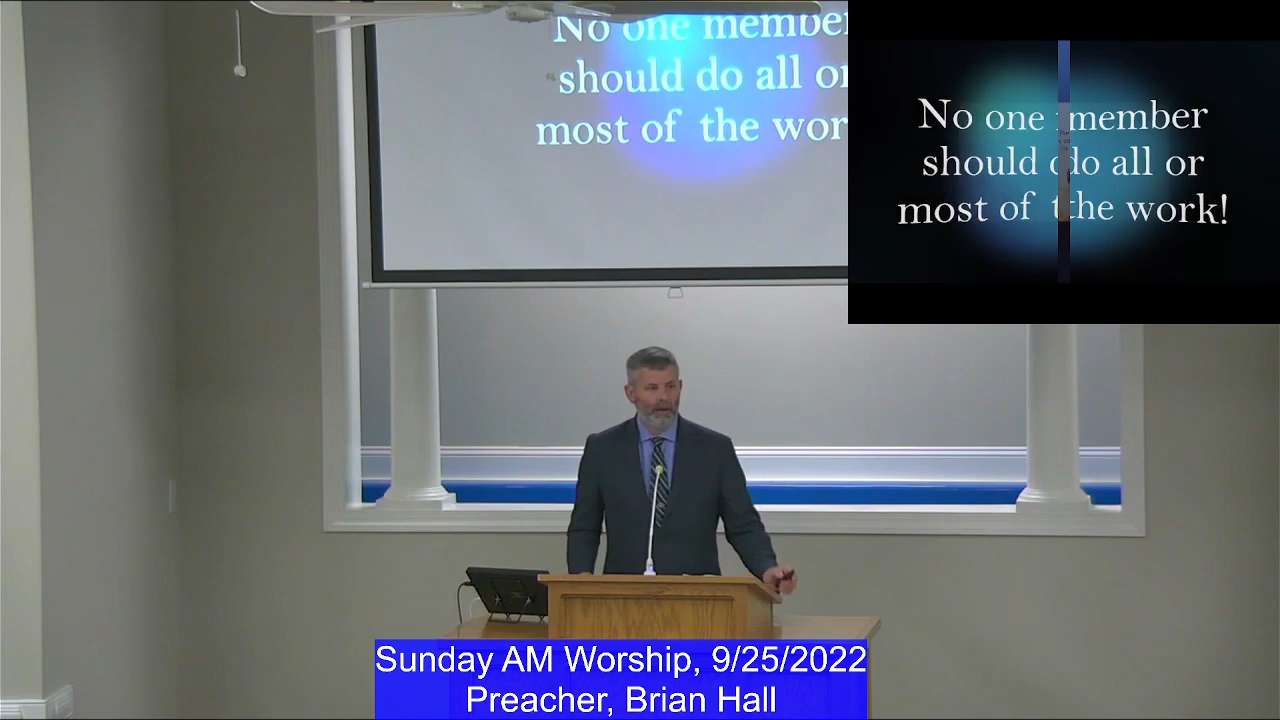 No one member
should do all or
most of the wor
No one member
should do all or
most of the work!
Sunday AM Worship, 9/25/2022
Preacher, Brian Hall